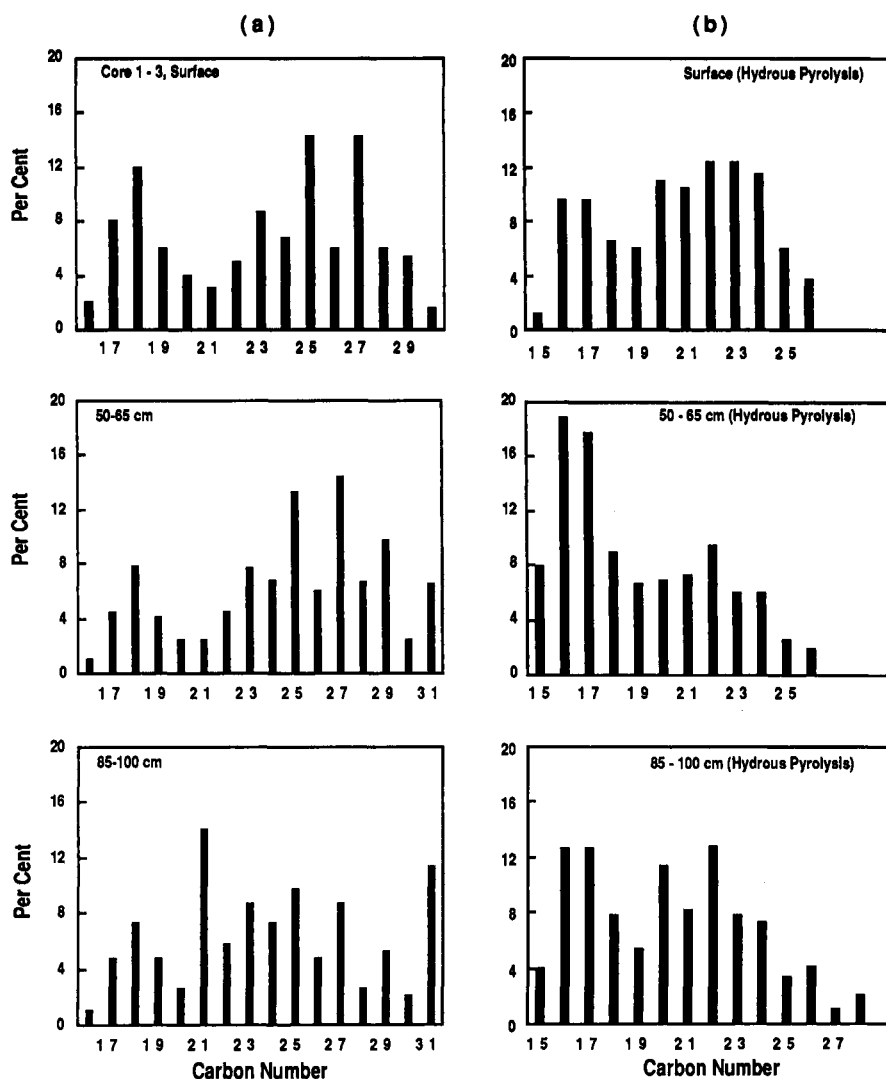 (a)
(b)
20
16
12
8
4
0
Per Cent
Core 1 - 3, Surface
17 19 21 23 25 27 29
20
16
12
8
4
0
Surface (Hydrous Pyrolysis)
15 17 19 21 23 25
20
16
12
8
4
0
Per Cent
50-65 cm
17 19 21 23 25 27 29 31
20
16
12
8
4
0
50 - 65 cm (Hydrous Pyrolysis)
15 17 19 21 23 25
20
16
12
8
4
0
Per Cent
85-100 cm
17 19 21 23 25 27 29 31
Carbon Number
20
16
12
8
4
0
85 - 100 cm (Hydrous Pyrolysis)
15 17 19 21 23 25 27
Carbon Number